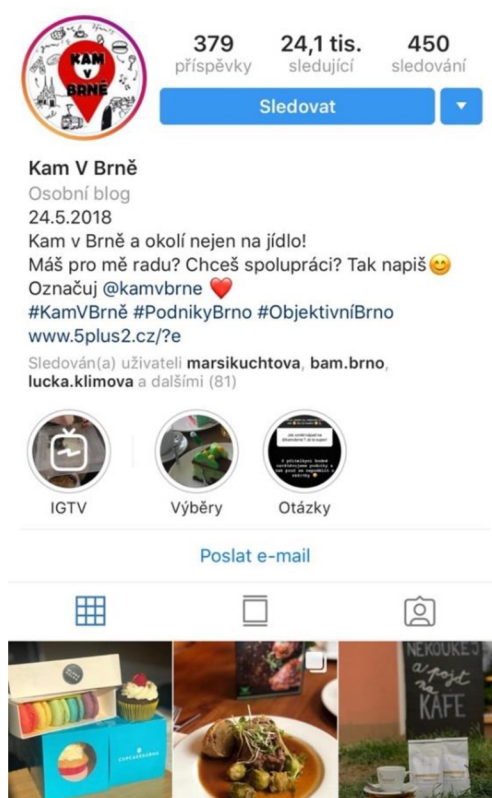 KAM
V
BRNĚ
379 24,1 tis. 450
příspěvky sledující sledování
Sledovat
Kam V Brně
Osobní blog
24.5.2018
Kam v Brně a okolí nejen na jídlo!
Máš pro mě radu? Chceš spolupráci? Tak napiš😊
Označuj @kamvbrne ❤️
#KamVBrně #PodnikyBrno #ObjektivníBrno
www.5plus2.cz/?e
Sledován(a) uživateli marsikuchtova, bam.brno,
lucka.klimova a dalšími (81)
IGTV Výběry Otázky
Poslat e-mail
NEKOUKEJ
a pojď
na
KAFE
CUPCAKEKÁRNA